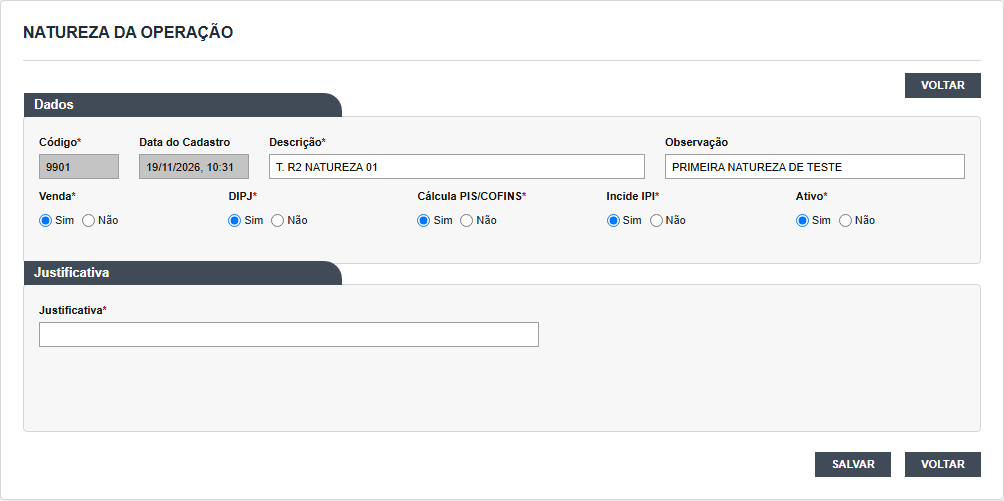 NATUREZA DA OPERAÇÃO
VOLTAR
Dados
Código* Data do Cadastro Descrição* Observação
9901 19/11/2026, 10:31 T. R2 NATUREZA 01 PRIMEIRA NATUREZA DE TESTE
Venda* DIPJ* Cálcula PIS/COFINS* Incide IPI* Ativo*
Sim Não Sim Não Sim Não Sim Não Sim Não
Justificativa
Justificativa*
SALVAR VOLTAR